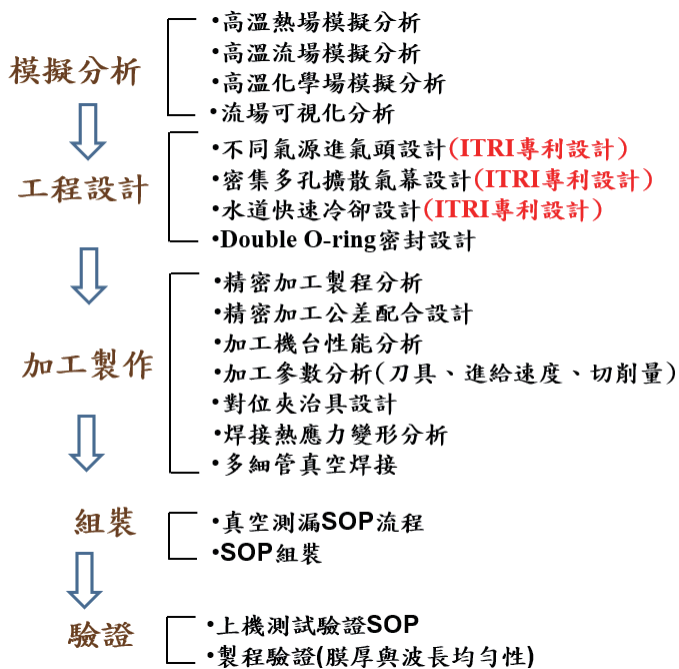 模擬分析
•高溫熱場模擬分析
•高溫流場模擬分析
•高溫化學場模擬分析
•流場可視化分析
工程設計
•不同氣源進氣頭設計(ITRI專利設計)
•密集多孔擴散氣幕設計(ITRI專利設計)
•水道快速冷卻設計(ITRI專利設計)
•Double O-ring密封設計
加工製作
•精密加工製程分析
•精密加工公差配合設計
•加工機台性能分析
•加工參數分析(刀具、進給速度、切削量)
•對位夾治具設計
•焊接熱應力變形分析
•多細管真空焊接
組裝
•真空測漏SOP流程
•SOP組裝
驗證
•上機測試驗證SOP
•製程驗證(膜厚與波長均勻性)